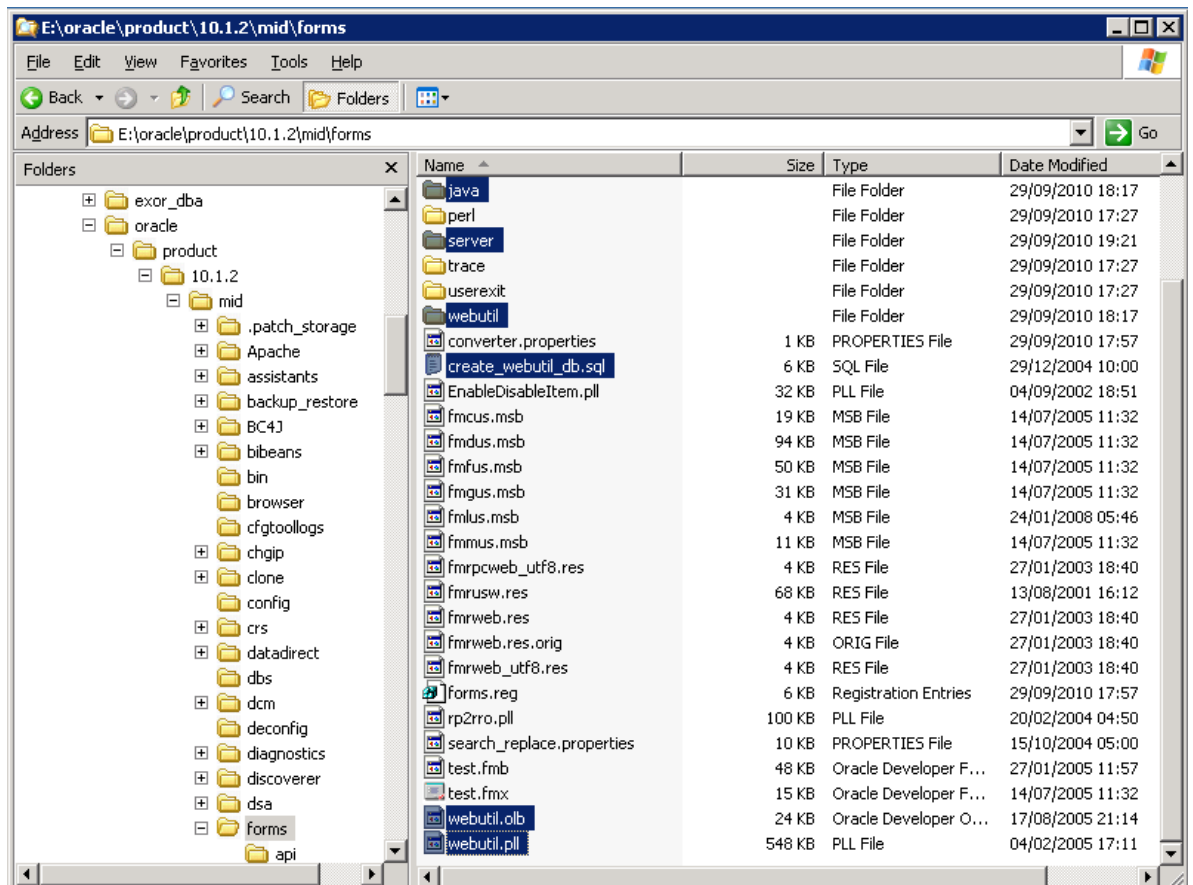 E:\oracle\product\10.1.2\mid\forms
File Edit View Favorites Tools Help
Back Search Folders
Address E:\oracle\product\10.1.2\mid\forms Go
Folders x
exor_dba
oracle
product
10.1.2
mid
.patch_storage
Apache
assistants
backup_restore
BC4J
bibeans
bin
browser
cfgtoollogs
chgip
clone
config
crs
datadirect
dbs
dcm
deconfig
diagnostics
discoverer
dsa
forms
api
Name Size Type Date Modified
java File Folder 29/09/2010 18:17
perl File Folder 29/09/2010 17:27
server File Folder 29/09/2010 19:21
trace File Folder 29/09/2010 17:27
userexit File Folder 29/09/2010 17:27
webutil File Folder 29/09/2010 18:17
converter.properties 1 KB PROPERTIES File 29/09/2010 17:57
create_webutil_db.sql 6 KB SQL File 29/12/2004 10:00
EnableDisableItem.pll 32 KB PLL File 04/09/2002 18:51
fmcus.msb 19 KB MSB File 14/07/2005 11:32
fmdus.msb 94 KB MSB File 14/07/2005 11:32
fmfus.msb 50 KB MSB File 14/07/2005 11:32
fmgus.msb 31 KB MSB File 14/07/2005 11:32
fmlus.msb 4 KB MSB File 24/01/2008 05:46
fmmus.msb 11 KB MSB File 14/07/2005 11:32
fmrpcweb_utf8.res 4 KB RES File 27/01/2003 18:40
fmrusw.res 68 KB RES File 13/08/2001 16:12
fmrweb.res 4 KB RES File 27/01/2003 18:40
fmrweb.res.orig 4 KB ORIG File 27/01/2003 18:40
fmrweb_utf8.res 4 KB RES File 27/01/2003 18:40
forms.reg 6 KB Registration Entries 29/09/2010 17:57
rp2rro.pll 100 KB PLL File 20/02/2004 04:50
search_replace.properties 10 KB PROPERTIES File 15/10/2004 05:00
test.fmb 48 KB Oracle Developer F... 27/01/2005 11:57
test.fmx 15 KB Oracle Developer F... 14/07/2005 11:32
webutil.olb 24 KB Oracle Developer O... 17/08/2005 21:14
webutil.pll 548 KB PLL File 04/02/2005 17:11